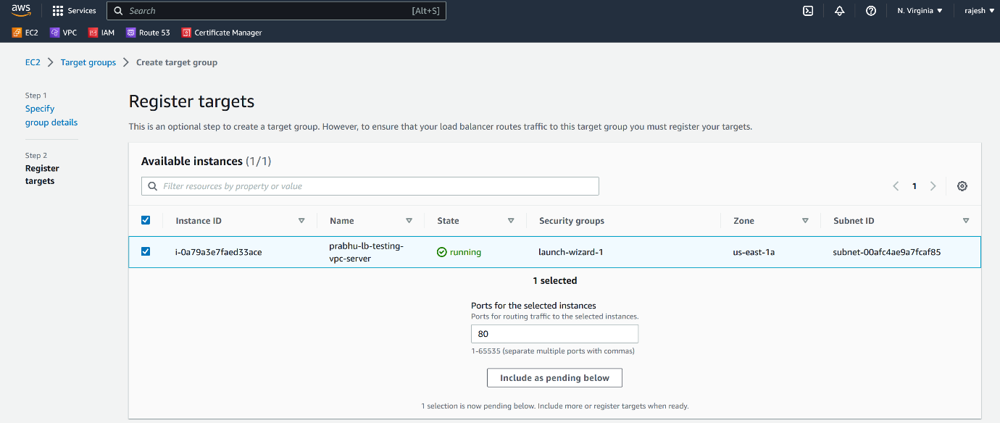 aws Services Search [Alt+S] N. Virginia rajesh
EC2 VPC IAM Route 53 Certificate Manager
EC2 Target groups Create target group
Step 1
Specify
group details
Step 2
Register
targets
Register targets
This is an optional step to create a target group. However, to ensure that your load balancer routes traffic to this target group you must register your targets.
Available instances (1/1)
Filter resources by property or value 1
Instance ID Name State Security groups Zone Subnet ID
i-0a79a3e7faed33ace prabhu-lb-testing-vpc-server running launch-wizard-1 us-east-1a subnet-00afc4ae9a7fcaf85
1 selected
Ports for the selected instances
Ports for routing traffic to the selected instances.
80
1-65535 (separate multiple ports with commas)
Include as pending below
1 selection is now pending below. Include more or register targets when ready.